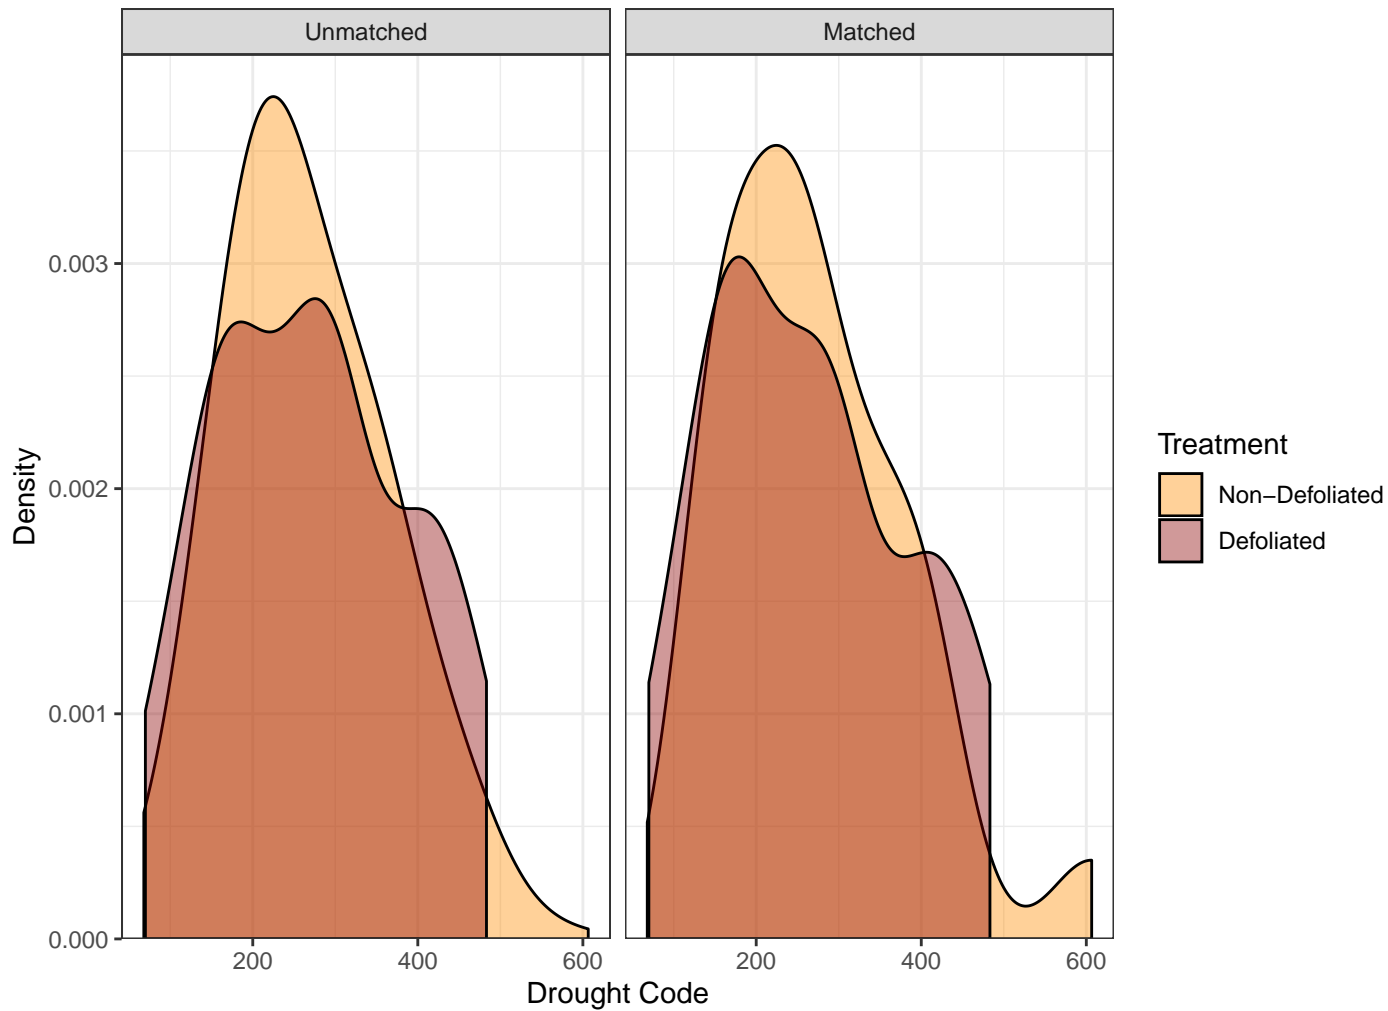 Unmatched
Matched
0.003
0.002
0.001
0.000
Density
200
400
600
200
400
600
Drought Code
Treatment
Non−Defoliated
Defoliated